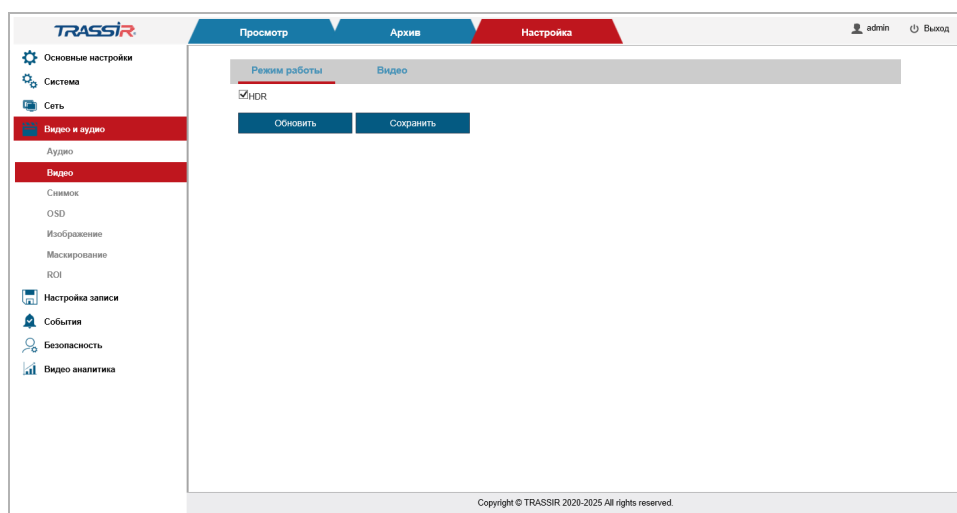 TRASSIR
Просмотр
Архив
Настройка
admin
Выход
Основные настройки
Система
Сеть
Видео и аудио
Аудио
Видео
Снимок
OSD
Изображение
Маскирование
ROI
Настройка записи
События
Безопасность
Видео аналитика
Режим работы
Видео
HDR
Обновить
Сохранить
Copyright © TRASSIR 2020-2025 All rights reserved.